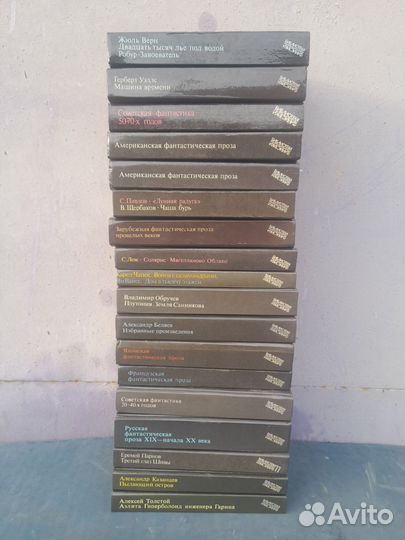 Жюль Верн
Двадцать тысяч лье под водой
Робур-Завоеватель
Герберт Уэллс
Машина времени
Советская фантастика
50-70-х годов
Американская фантастическая проза
Американская фантастическая проза
С. Павлов · «Лунная радуга»
В. Щербаков · Чаша бурь
Зарубежная фантастическая проза
прошлых веков
С. Лем · Солярис · Магелланово Облако
Карел Чапек. Война с саламандрами.
Дом в тысячу этажей
Владимир Обручев
Плутония. Земля Санникова
Александр Беляев
Избранные произведения
Японская
фантастическая проза
Французская
фантастическая проза
Советская фантастика
20-40-х годов
Русская
фантастическая
проза XIX — начала XX века
Еремей Парнов
Третий глаз Шивы
Александр Казанцев
Пылающий остров
Алексей Толстой
Аэлита Гиперболоид инженера Гарина
Avito